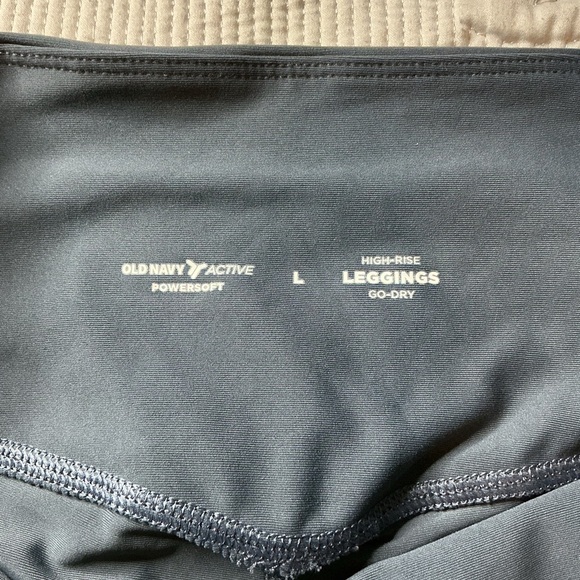 OLD NAVY ACTIVE
POWERSOFT
L
HIGH-RISE
LEGGINGS
GO-DRY